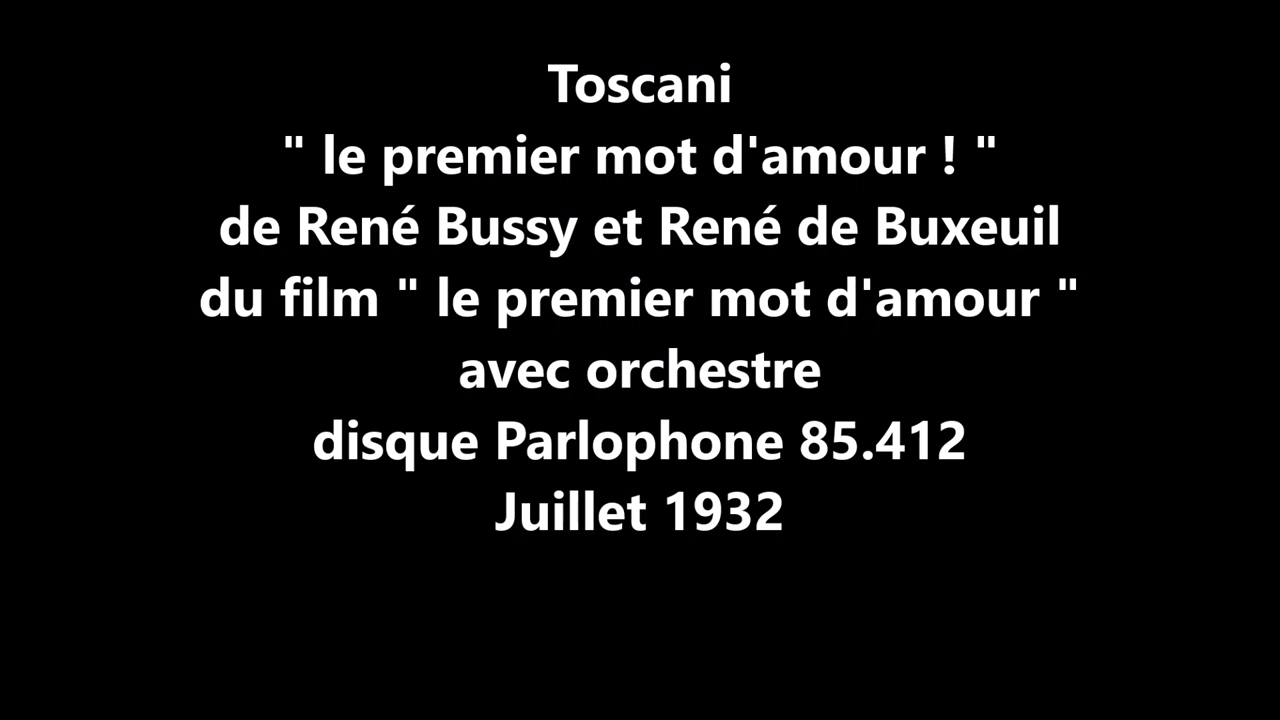 Toscani
" le premier mot d'amour ! "
de René Bussy et René de Buxeuil
du film " le premier mot d'amour "
avec orchestre
disque Parlophone 85.412
Juillet 1932